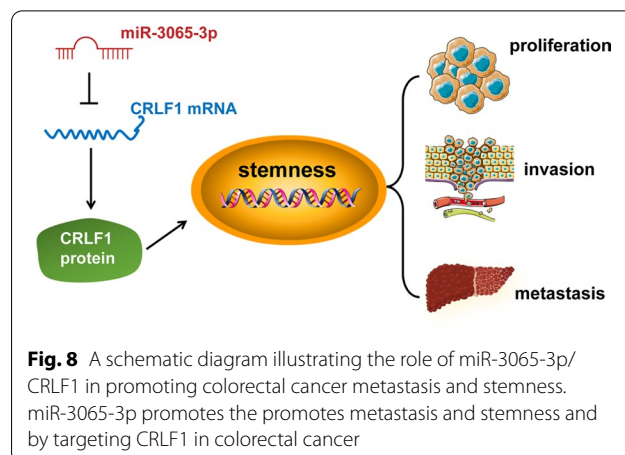 miR-3065-3p
CRLF1 mRNA
CRLF1
protein
stemness
proliferation
invasion
metastasis
Fig. 8 A schematic diagram illustrating the role of miR-3065-3p/
CRLF1 in promoting colorectal cancer metastasis and stemness.
miR-3065-3p promotes the promotes metastasis and stemness and
by targeting CRLF1 in colorectal cancer